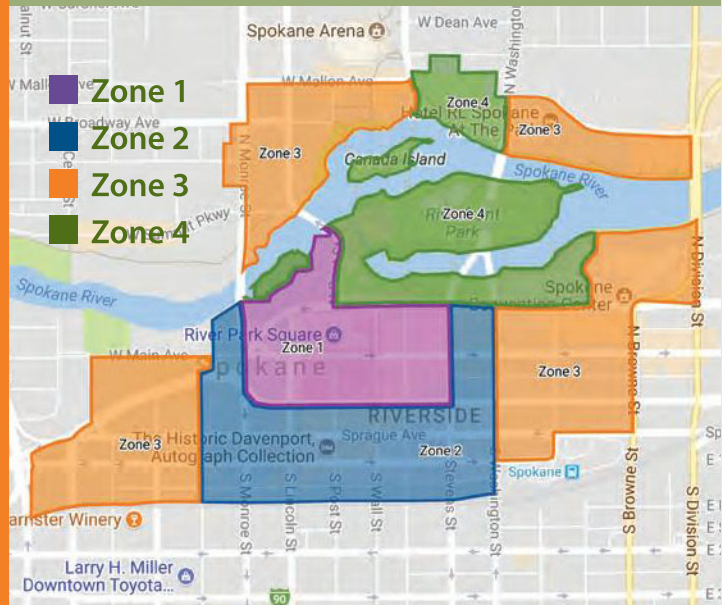 W Dean Ave
Spokane Arena
N Washington
W Mallon Ave
Zone 1
Zone 2
Zone 3
Zone 4
W Broadway Ave
Zone 4
Hotel RL Spokane
At The
Zone 3
Zone 3
Canada Island
Spokane River
N Monroe St
Zone 4
Park
Pkwy
N Division St
Spokane River
Spokane
Center
River Park Square
Zone 1
W Main Ave
Spokane
Zone 3
N Browne St
RIVERSIDE
Sprague Ave
The Historic Davenport,
Autograph Collection
Zone 3
Zone 2
Spokane
S Monroe St
S Lincoln St
S Post St
S Wall St
Stevens St
S Browne St
S Division St
Winery
Larry H. Miller
Downtown Toyota...
90